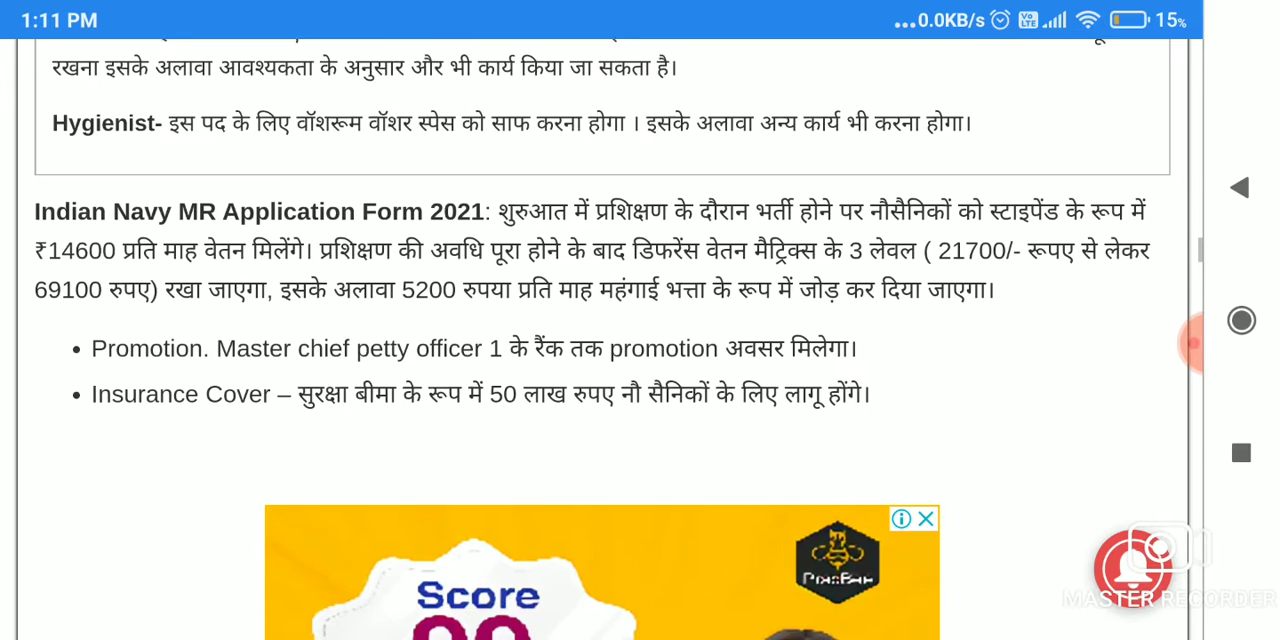 1:11 PM
...0.0KB/s Vo LTE 15%
रखना इसके अलावा आवश्यकता के अनुसार और भी कार्य किया जा सकता है।
Hygienist- इस पद के लिए वॉशरूम वॉशर स्पेस को साफ करना होगा । इसके अलावा अन्य कार्य भी करना होगा।
Indian Navy MR Application Form 2021: शुरुआत में प्रशिक्षण के दौरान भर्ती होने पर नौसैनिकों को स्टाइपेंड के रूप में
₹14600 प्रति माह वेतन मिलेंगे। प्रशिक्षण की अवधि पूरा होने के बाद डिफरेंस वेतन मैट्रिक्स के 3 लेवल ( 21700/- रूपए से लेकर
69100 रुपए) रखा जाएगा, इसके अलावा 5200 रुपया प्रति माह महंगाई भत्ता के रूप में जोड़ कर दिया जाएगा।
• Promotion. Master chief petty officer 1 के रैंक तक promotion अवसर मिलेगा।
• Insurance Cover – सुरक्षा बीमा के रूप में 50 लाख रुपए नौ सैनिकों के लिए लागू होंगे।
Score
MASTER RECORDER